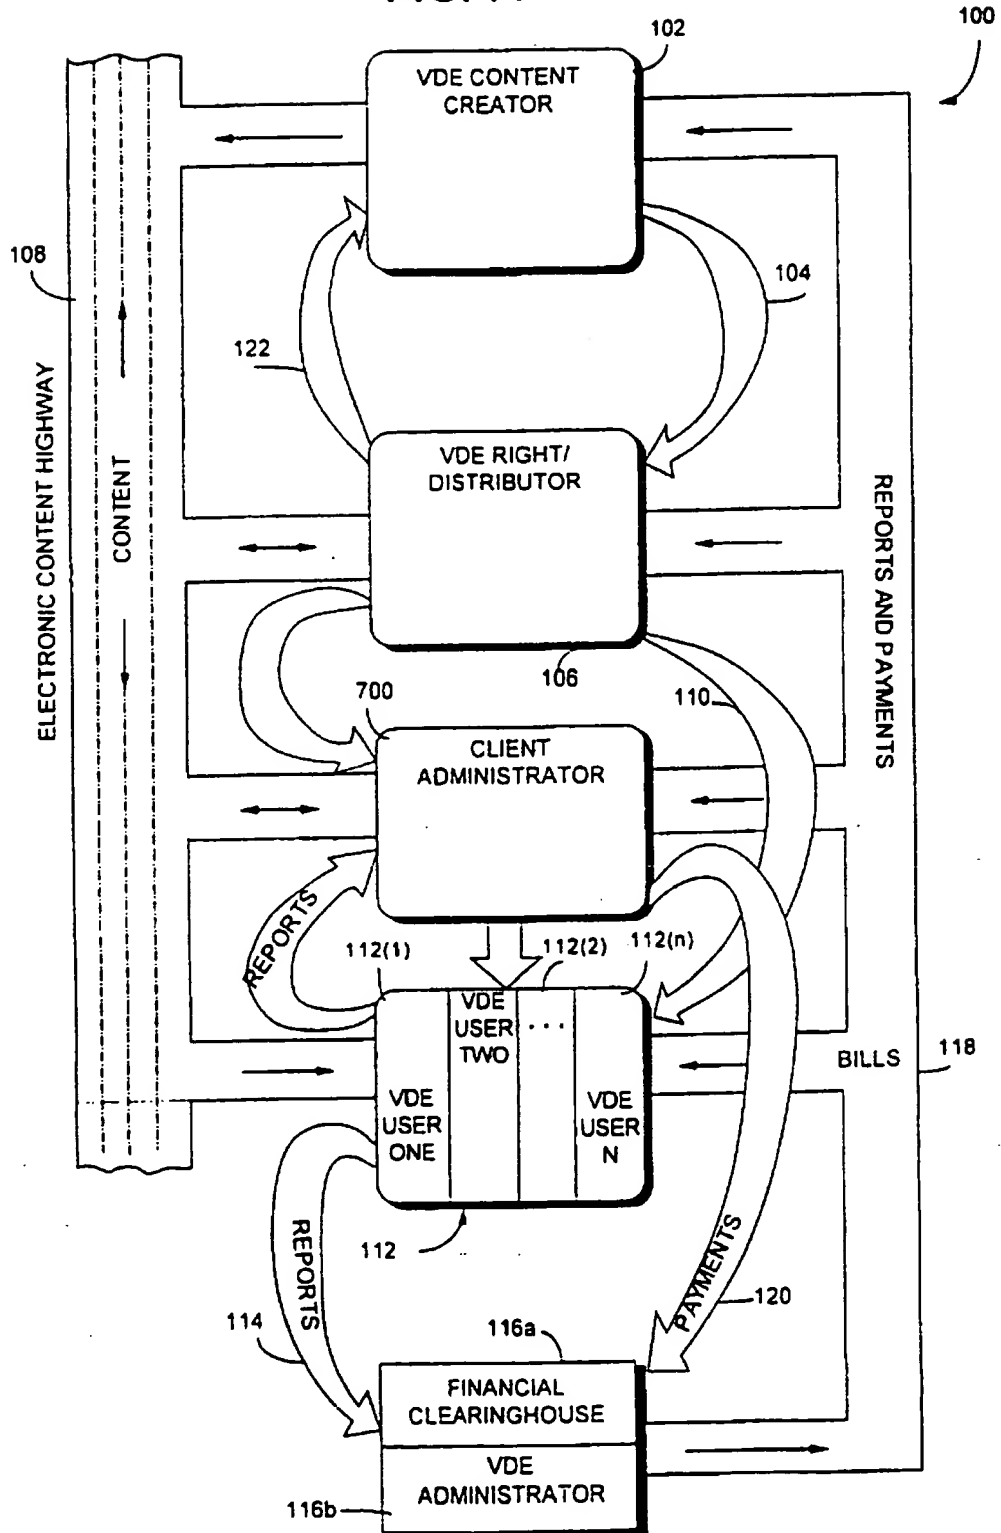 100
102
VDE CONTENT
CREATOR
108
104
122
ELECTRONIC CONTENT HIGHWAY
CONTENT
VDE RIGHT/
DISTRIBUTOR
REPORTS AND PAYMENTS
106
700
110
CLIENT
ADMINISTRATOR
REPORTS
112(1)
112(2)
112(n)
VDE
USER
ONE
VDE
USER
TWO
...
VDE
USER
N
BILLS
118
112
REPORTS
PAYMENTS
114
120
116a
FINANCIAL
CLEARINGHOUSE
VDE
ADMINISTRATOR
116b